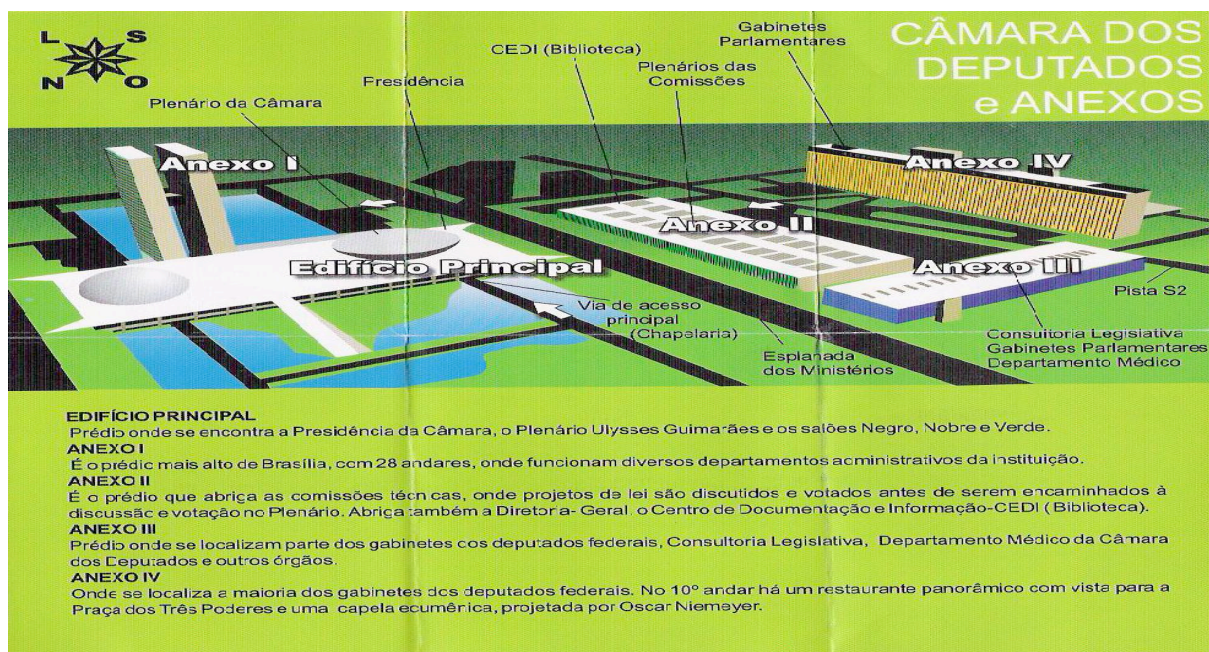 L S
N O
CÂMARA DOS
DEPUTADOS
e ANEXOS
Gabinetes
Parlamentares
CEDI (Biblioteca)
Plenários das
Comissões
Presidência
Plenário da Câmara
Anexo I
Anexo IV
Anexo II
Edifício Principal
Anexo III
Pista S2
Via de acesso
principal
(Chapelaria)
Consultoria Legislativa
Gabinetes Parlamentares
Departamento Médico
Esplanada
dos Ministérios
EDIFÍCIO PRINCIPAL
Prédio onde se encontra a Presidência da Câmara, o Plenário Ulysses Guimarães e os salões Negro, Nobre e Verde.
ANEXO I
É o prédio mais alto de Brasília, com 28 andares, onde funcionam diversos departamentos administrativos da instituição.
ANEXO II
É o prédio que abriga as comissões técnicas, onde projetos de lei são discutidos e votados antes de serem encaminhados à
discussão e votação no Plenário. Abriga também a Diretoria- Geral, o Centro de Documentação e Informação-CEDI (Biblioteca).
ANEXO III
Prédio onde se localizam parte dos gabinetes dos deputados federais, Consultoria Legislativa, Departamento Médico da Câmara
dos Deputados e outros órgãos.
ANEXO IV
Onde se localiza a maioria dos gabinetes dos deputados federais. No 10º andar há um restaurante panorâmico com vista para a
Praça dos Três Poderes e uma capela ecumênica, projetada por Oscar Niemeyer.